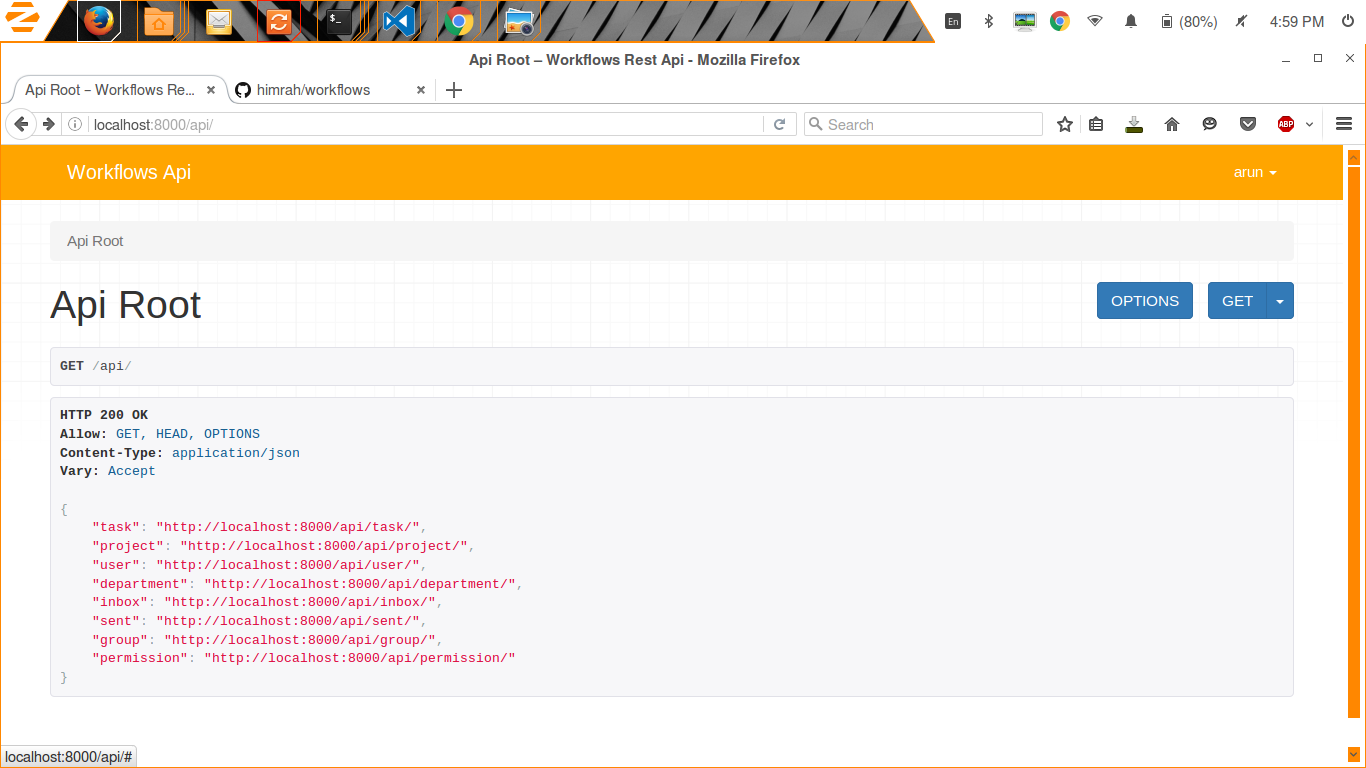 En (80%) 4:59 PM
Api Root – Workflows Rest Api - Mozilla Firefox
Api Root – Workflows Re... himrah/workflows
localhost:8000/api/ Search ABP
Workflows Api arun
Api Root
Api Root OPTIONS GET
GET /api/
HTTP 200 OK
Allow: GET, HEAD, OPTIONS
Content-Type: application/json
Vary: Accept
{
    "task": "http://localhost:8000/api/task/",
    "project": "http://localhost:8000/api/project/",
    "user": "http://localhost:8000/api/user/",
    "department": "http://localhost:8000/api/department/",
    "inbox": "http://localhost:8000/api/inbox/",
    "sent": "http://localhost:8000/api/sent/",
    "group": "http://localhost:8000/api/group/",
    "permission": "http://localhost:8000/api/permission/"
}
localhost:8000/api/#